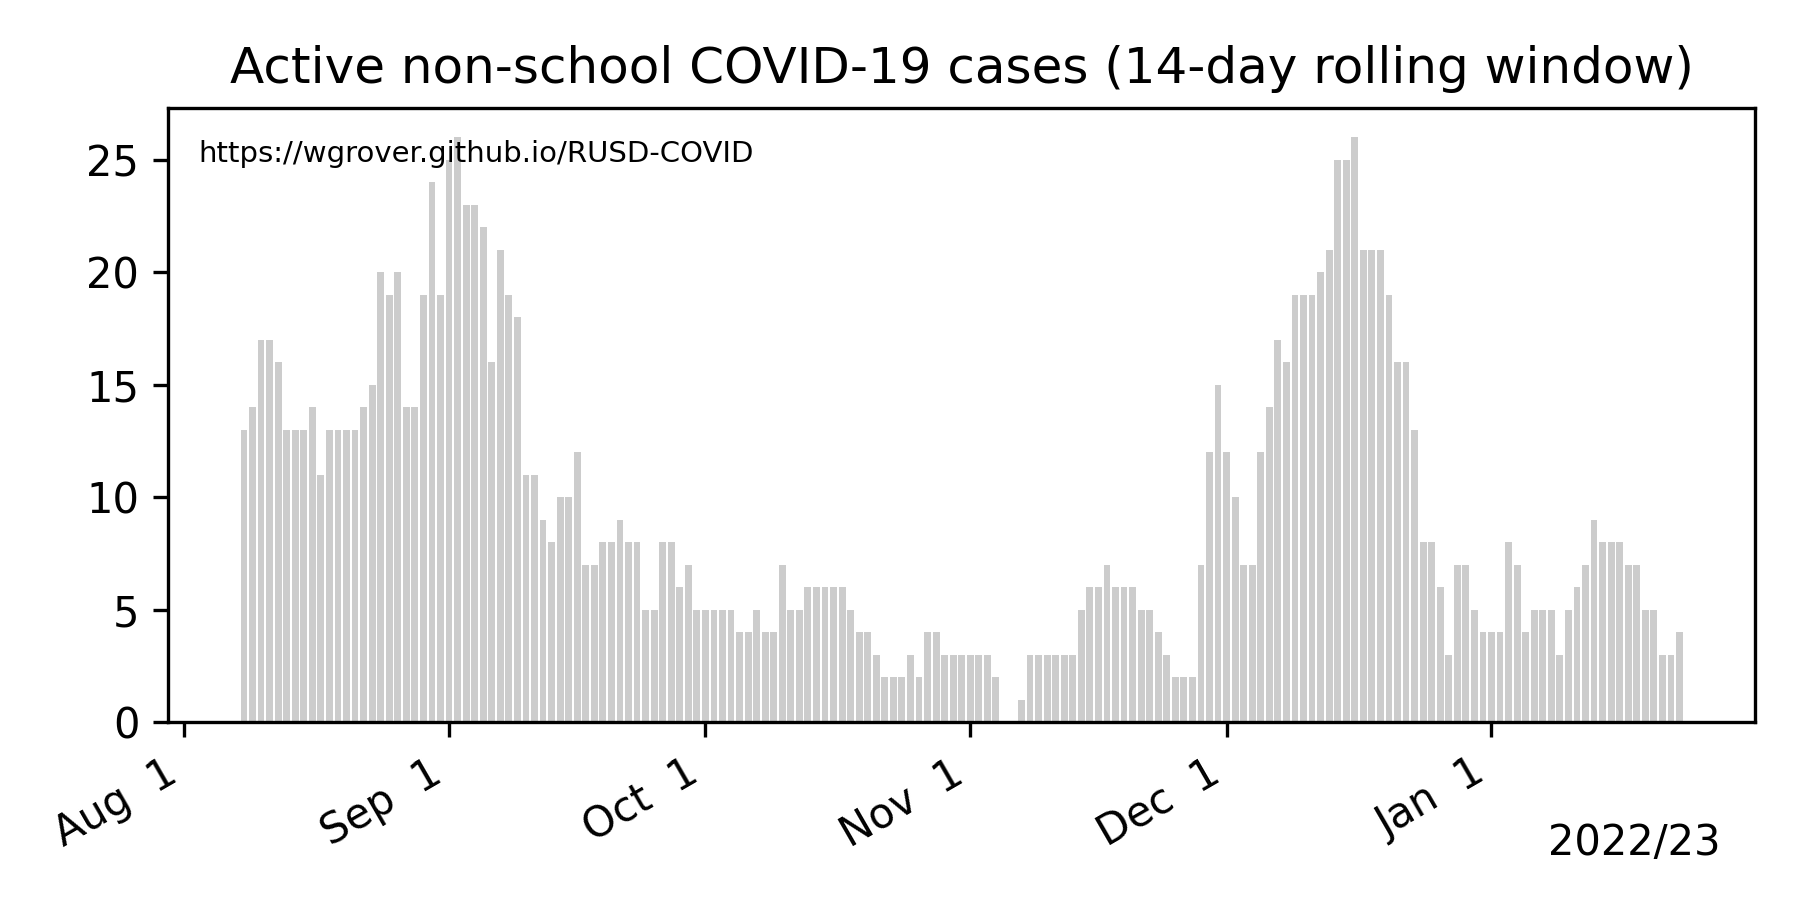 Active non-school COVID-19 cases (14-day rolling window)
https://wgrover.github.io/RUSD-COVID
25
20
15
10
5
0
Aug 1
Sep 1
Oct 1
Nov 1
Dec 1
Jan 1
2022/23